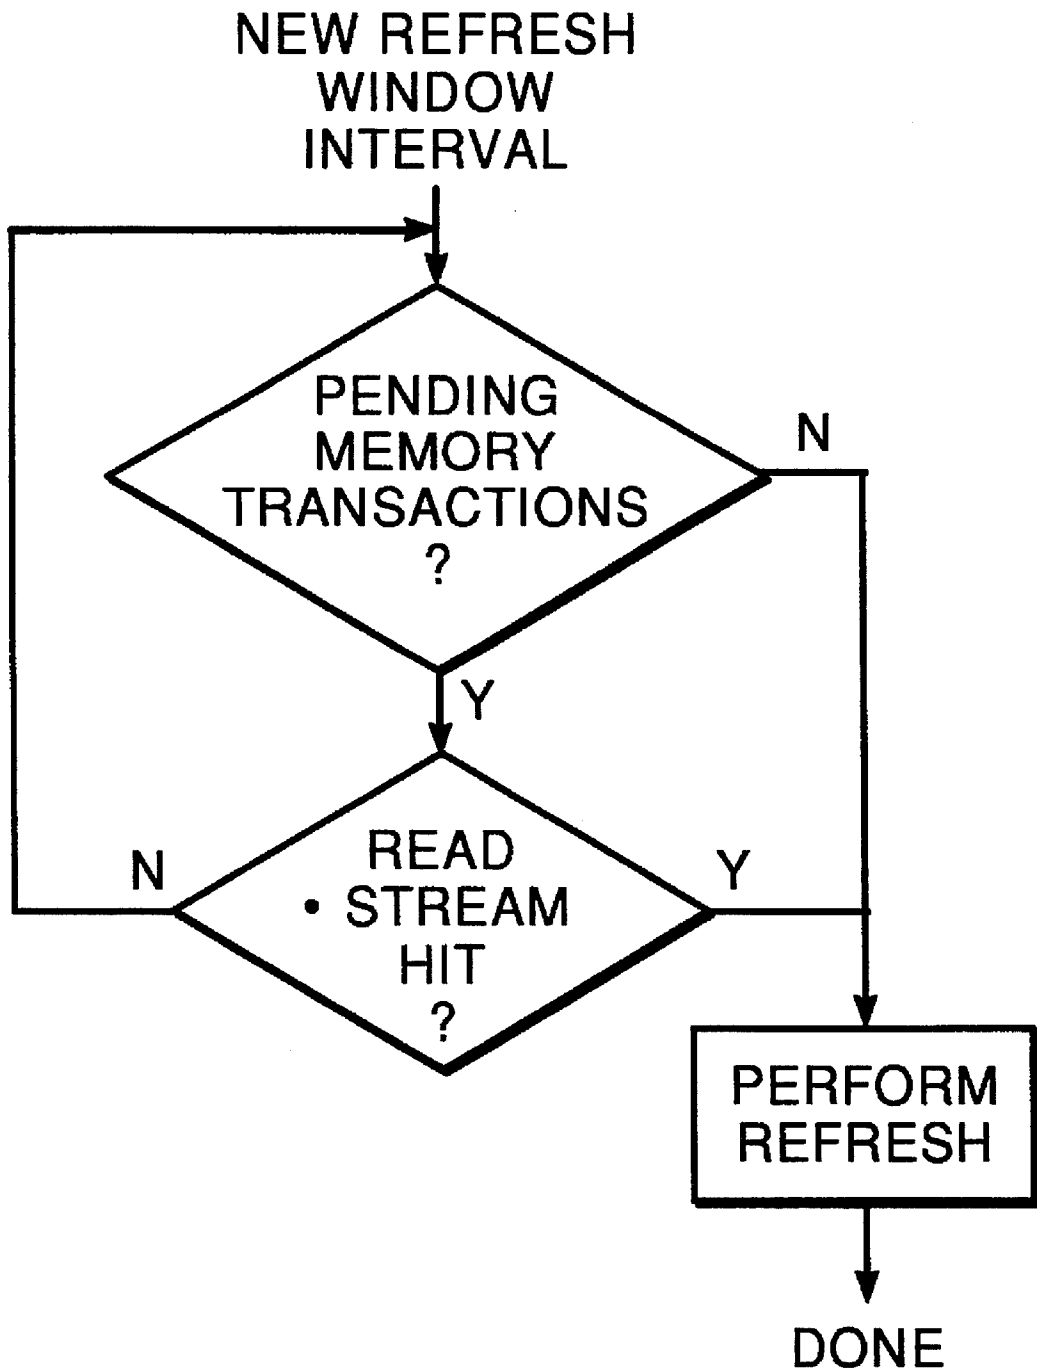 NEW REFRESH
WINDOW
INTERVAL
PENDING
MEMORY
TRANSACTIONS
?
N
Y
READ
• STREAM
HIT
?
N
Y
PERFORM
REFRESH
DONE